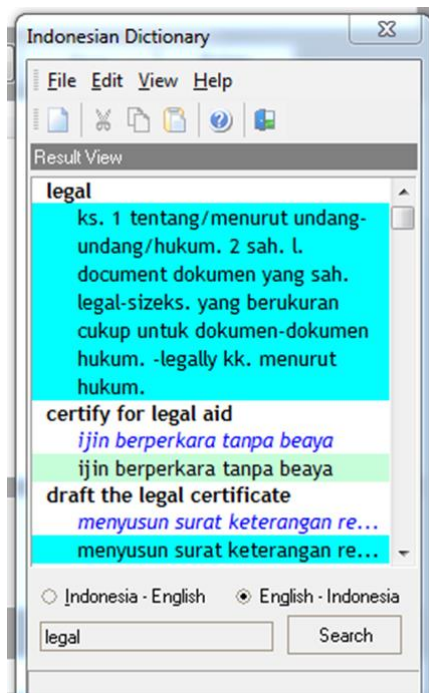 Indonesian Dictionary
File Edit View Help
Result View
legal
ks. 1 tentang/menurut undang-
undang/hukum. 2 sah. l.
document dokumen yang sah.
legal-sizeks. yang berukuran
cukup untuk dokumen-dokumen
hukum. -legally kk. menurut
hukum.
certify for legal aid
ijin berperkara tanpa beaya
ijin berperkara tanpa beaya
draft the legal certificate
menyusun surat keterangan re...
menyusun surat keterangan re...
Indonesia - English English - Indonesia
legal Search